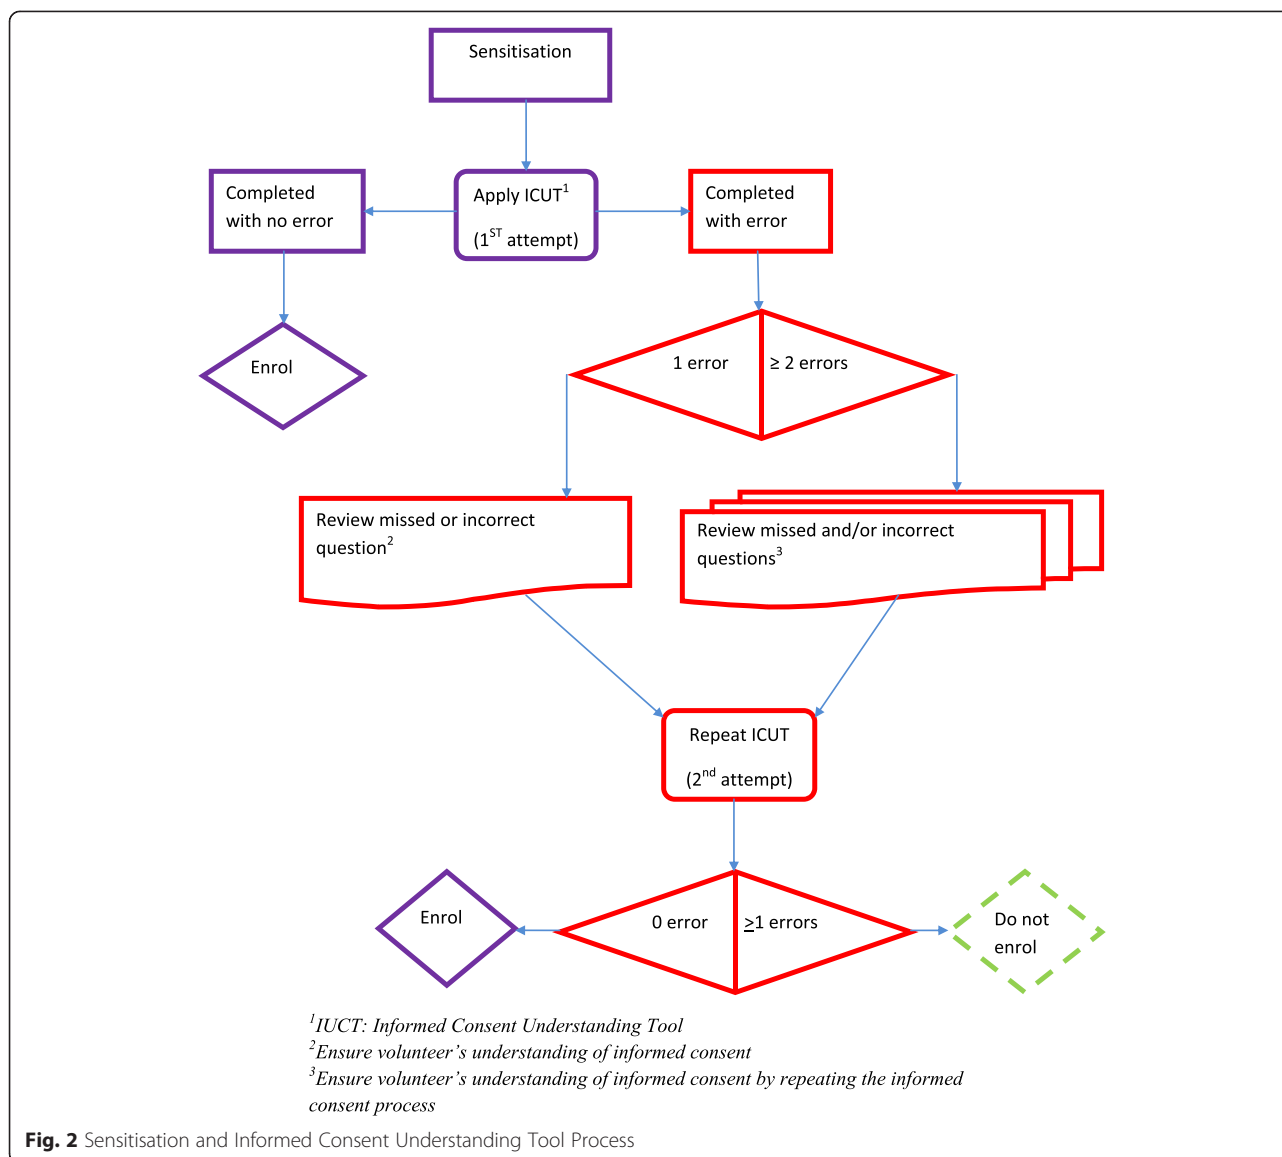 Sensitisation
Completed
with no error
Apply ICUT¹
(1ST attempt)
Completed
with error
Enrol
1 error
≥ 2 errors
Review missed or incorrect
question²
Review missed and/or incorrect
questions³
Repeat ICUT
(2nd attempt)
Enrol
0 error
≥1 errors
Do not
enrol
¹IUCT: Informed Consent Understanding Tool
²Ensure volunteer's understanding of informed consent
³Ensure volunteer's understanding of informed consent by repeating the informed
consent process
Fig. 2 Sensitisation and Informed Consent Understanding Tool Process